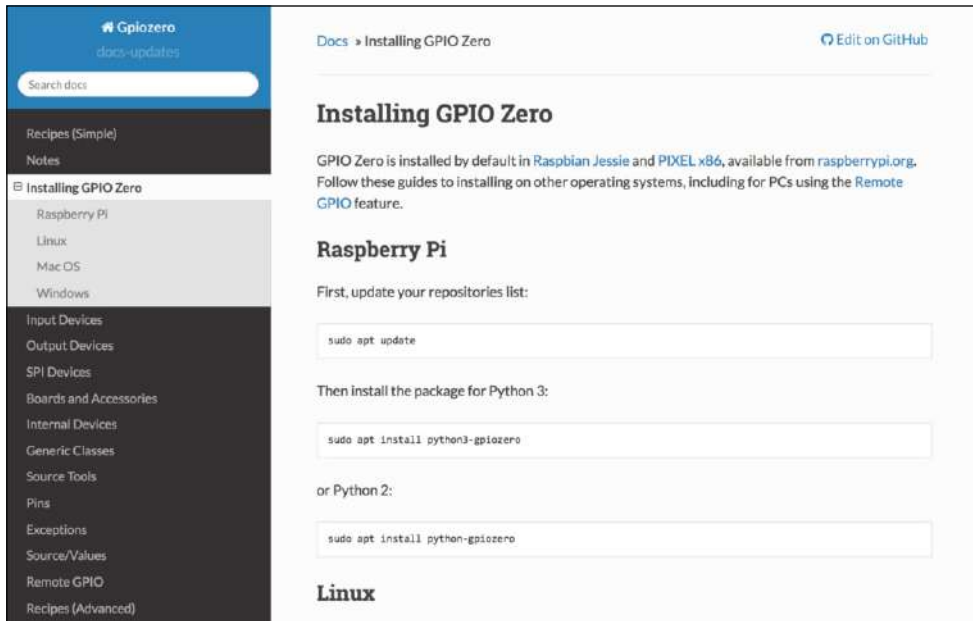 Gpiozero
docs-updates
Search docs
Recipes (Simple)
Notes
Installing GPIO Zero
Raspberry Pi
Linux
Mac OS
Windows
Input Devices
Output Devices
SPI Devices
Boards and Accessories
Internal Devices
Generic Classes
Source Tools
Pins
Exceptions
Source/Values
Remote GPIO
Recipes (Advanced)
Docs » Installing GPIO Zero
Edit on GitHub
Installing GPIO Zero
GPIO Zero is installed by default in Raspbian Jessie and PIXEL x86, available from raspberrypi.org.
Follow these guides to installing on other operating systems, including for PCs using the Remote
GPIO feature.
Raspberry Pi
First, update your repositories list:
sudo apt update
Then install the package for Python 3:
sudo apt install python3-gpiozero
or Python 2:
sudo apt install python-gpiozero
Linux